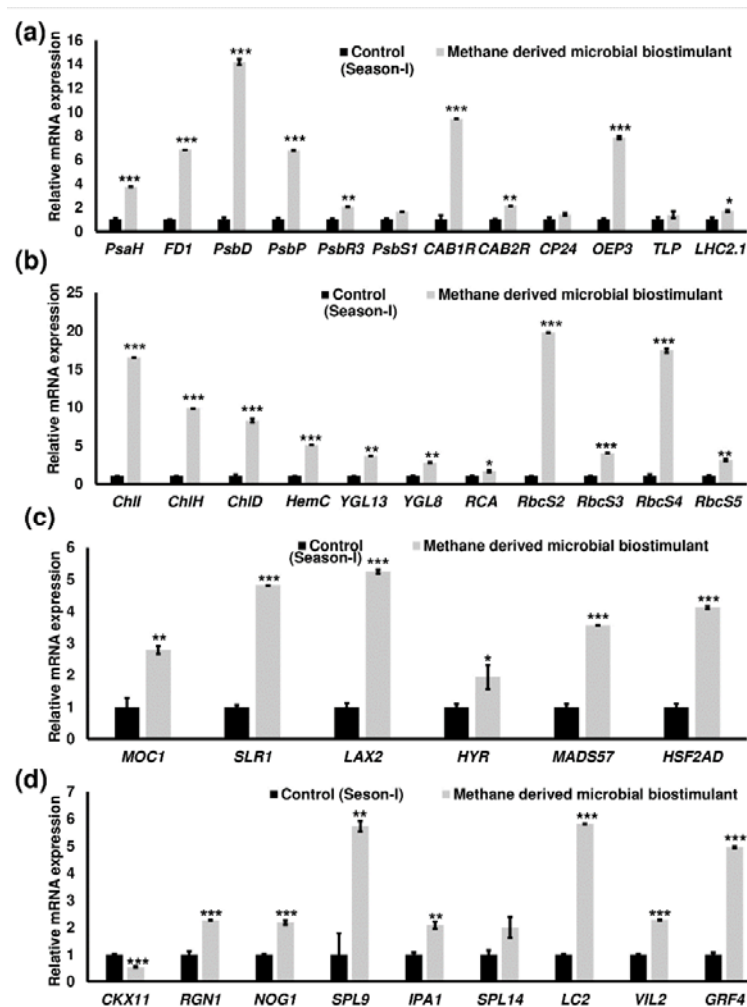 (a)
Control
(Season-I)
Methane derived microbial biostimulant
Relative mRNA expression
16
14
12
10
8
6
4
2
0
***
***
***
***
**
***
**
***
*
PsaH FD1 PsbD PsbP PsbR3 PsbS1 CAB1R CAB2R CP24 OEP3 TLP LHC2.1
(b)
Control
(Season-I)
Methane derived microbial biostimulant
Relative mRNA expression
25
20
15
10
5
0
***
***
***
***
**
**
*
***
***
***
**
ChlI ChlH ChlD HemC YGL13 YGL8 RCA RbcS2 RbcS3 RbcS4 RbcS5
(c)
Control
(Season-I)
Methane derived microbial biostimulant
Relative mRNA expression
6
5
4
3
2
1
0
**
***
***
*
***
***
MOC1 SLR1 LAX2 HYR MADS57 HSF2AD
(d)
Control (Seson-I)
Methane derived microbial biostimulant
Relative mRNA expression
7
6
5
4
3
2
1
0
***
***
***
**
**
***
***
***
CKX11 RGN1 NOG1 SPL9 IPA1 SPL14 LC2 VIL2 GRF4